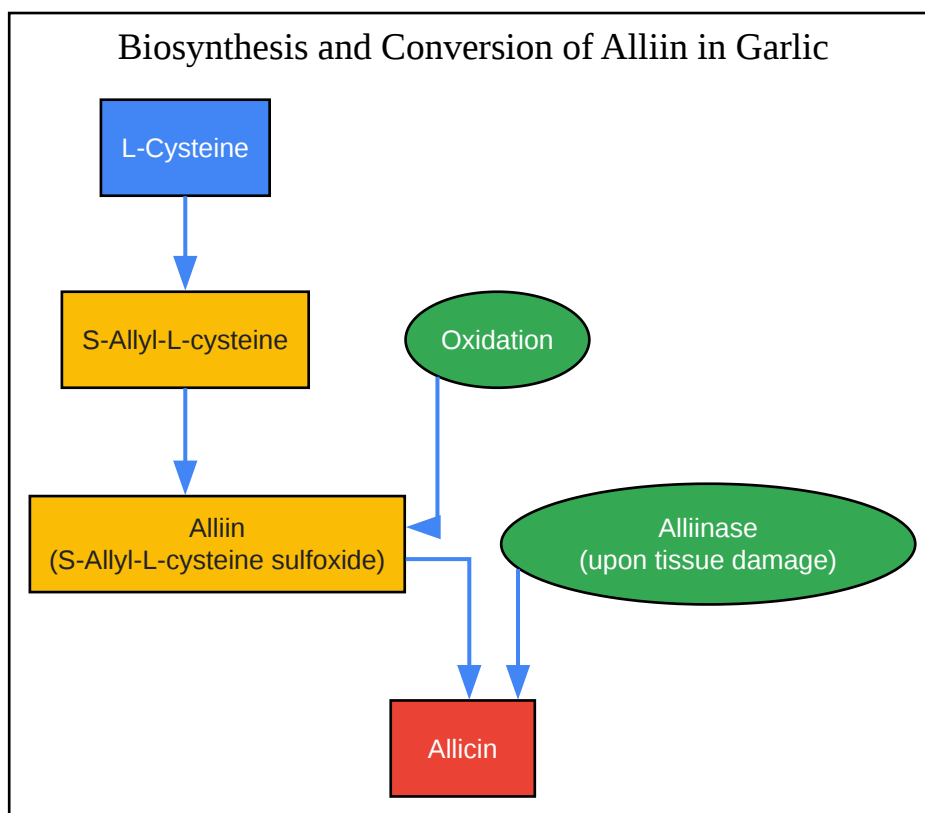 Biosynthesis and Conversion of Alliin in Garlic
L-Cysteine
S-Allyl-L-cysteine
Oxidation
Alliin
(S-Allyl-L-cysteine sulfoxide)
Alliinase
(upon tissue damage)
Allicin